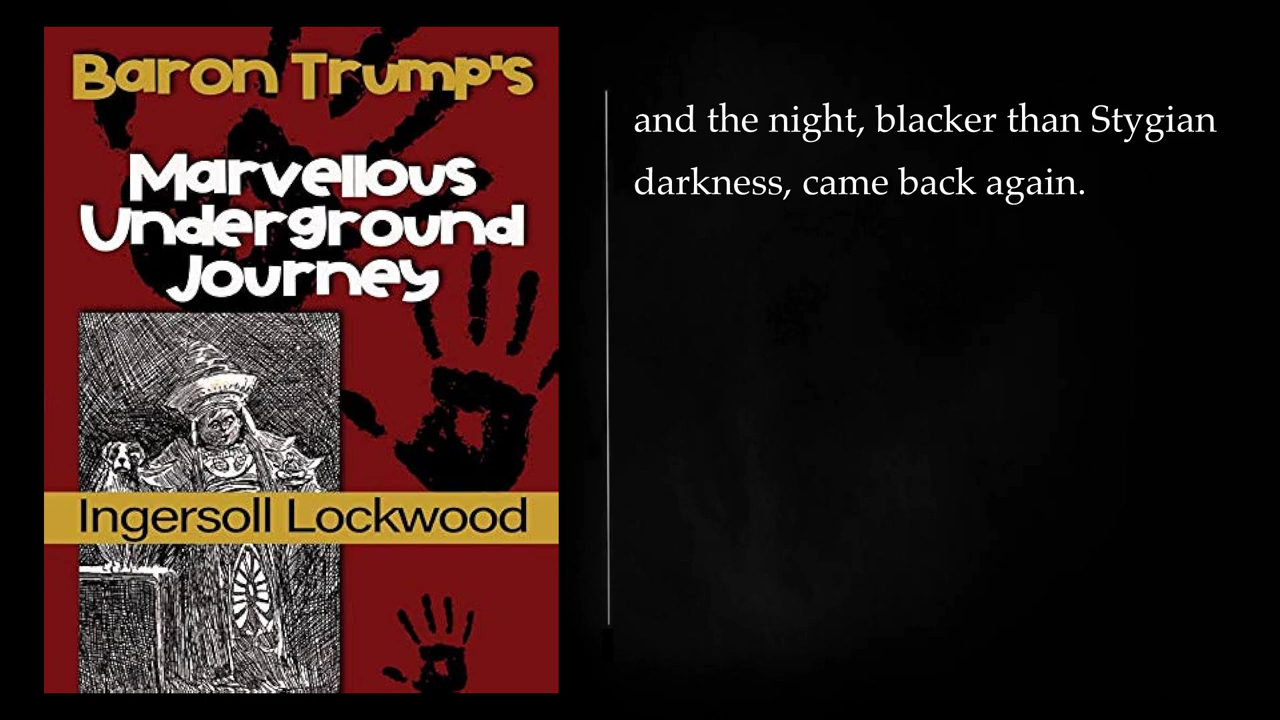 Baron Trump's
Marvellous
Underground
Journey
Ingersoll Lockwood
and the night, blacker than Stygian
darkness, came back again.